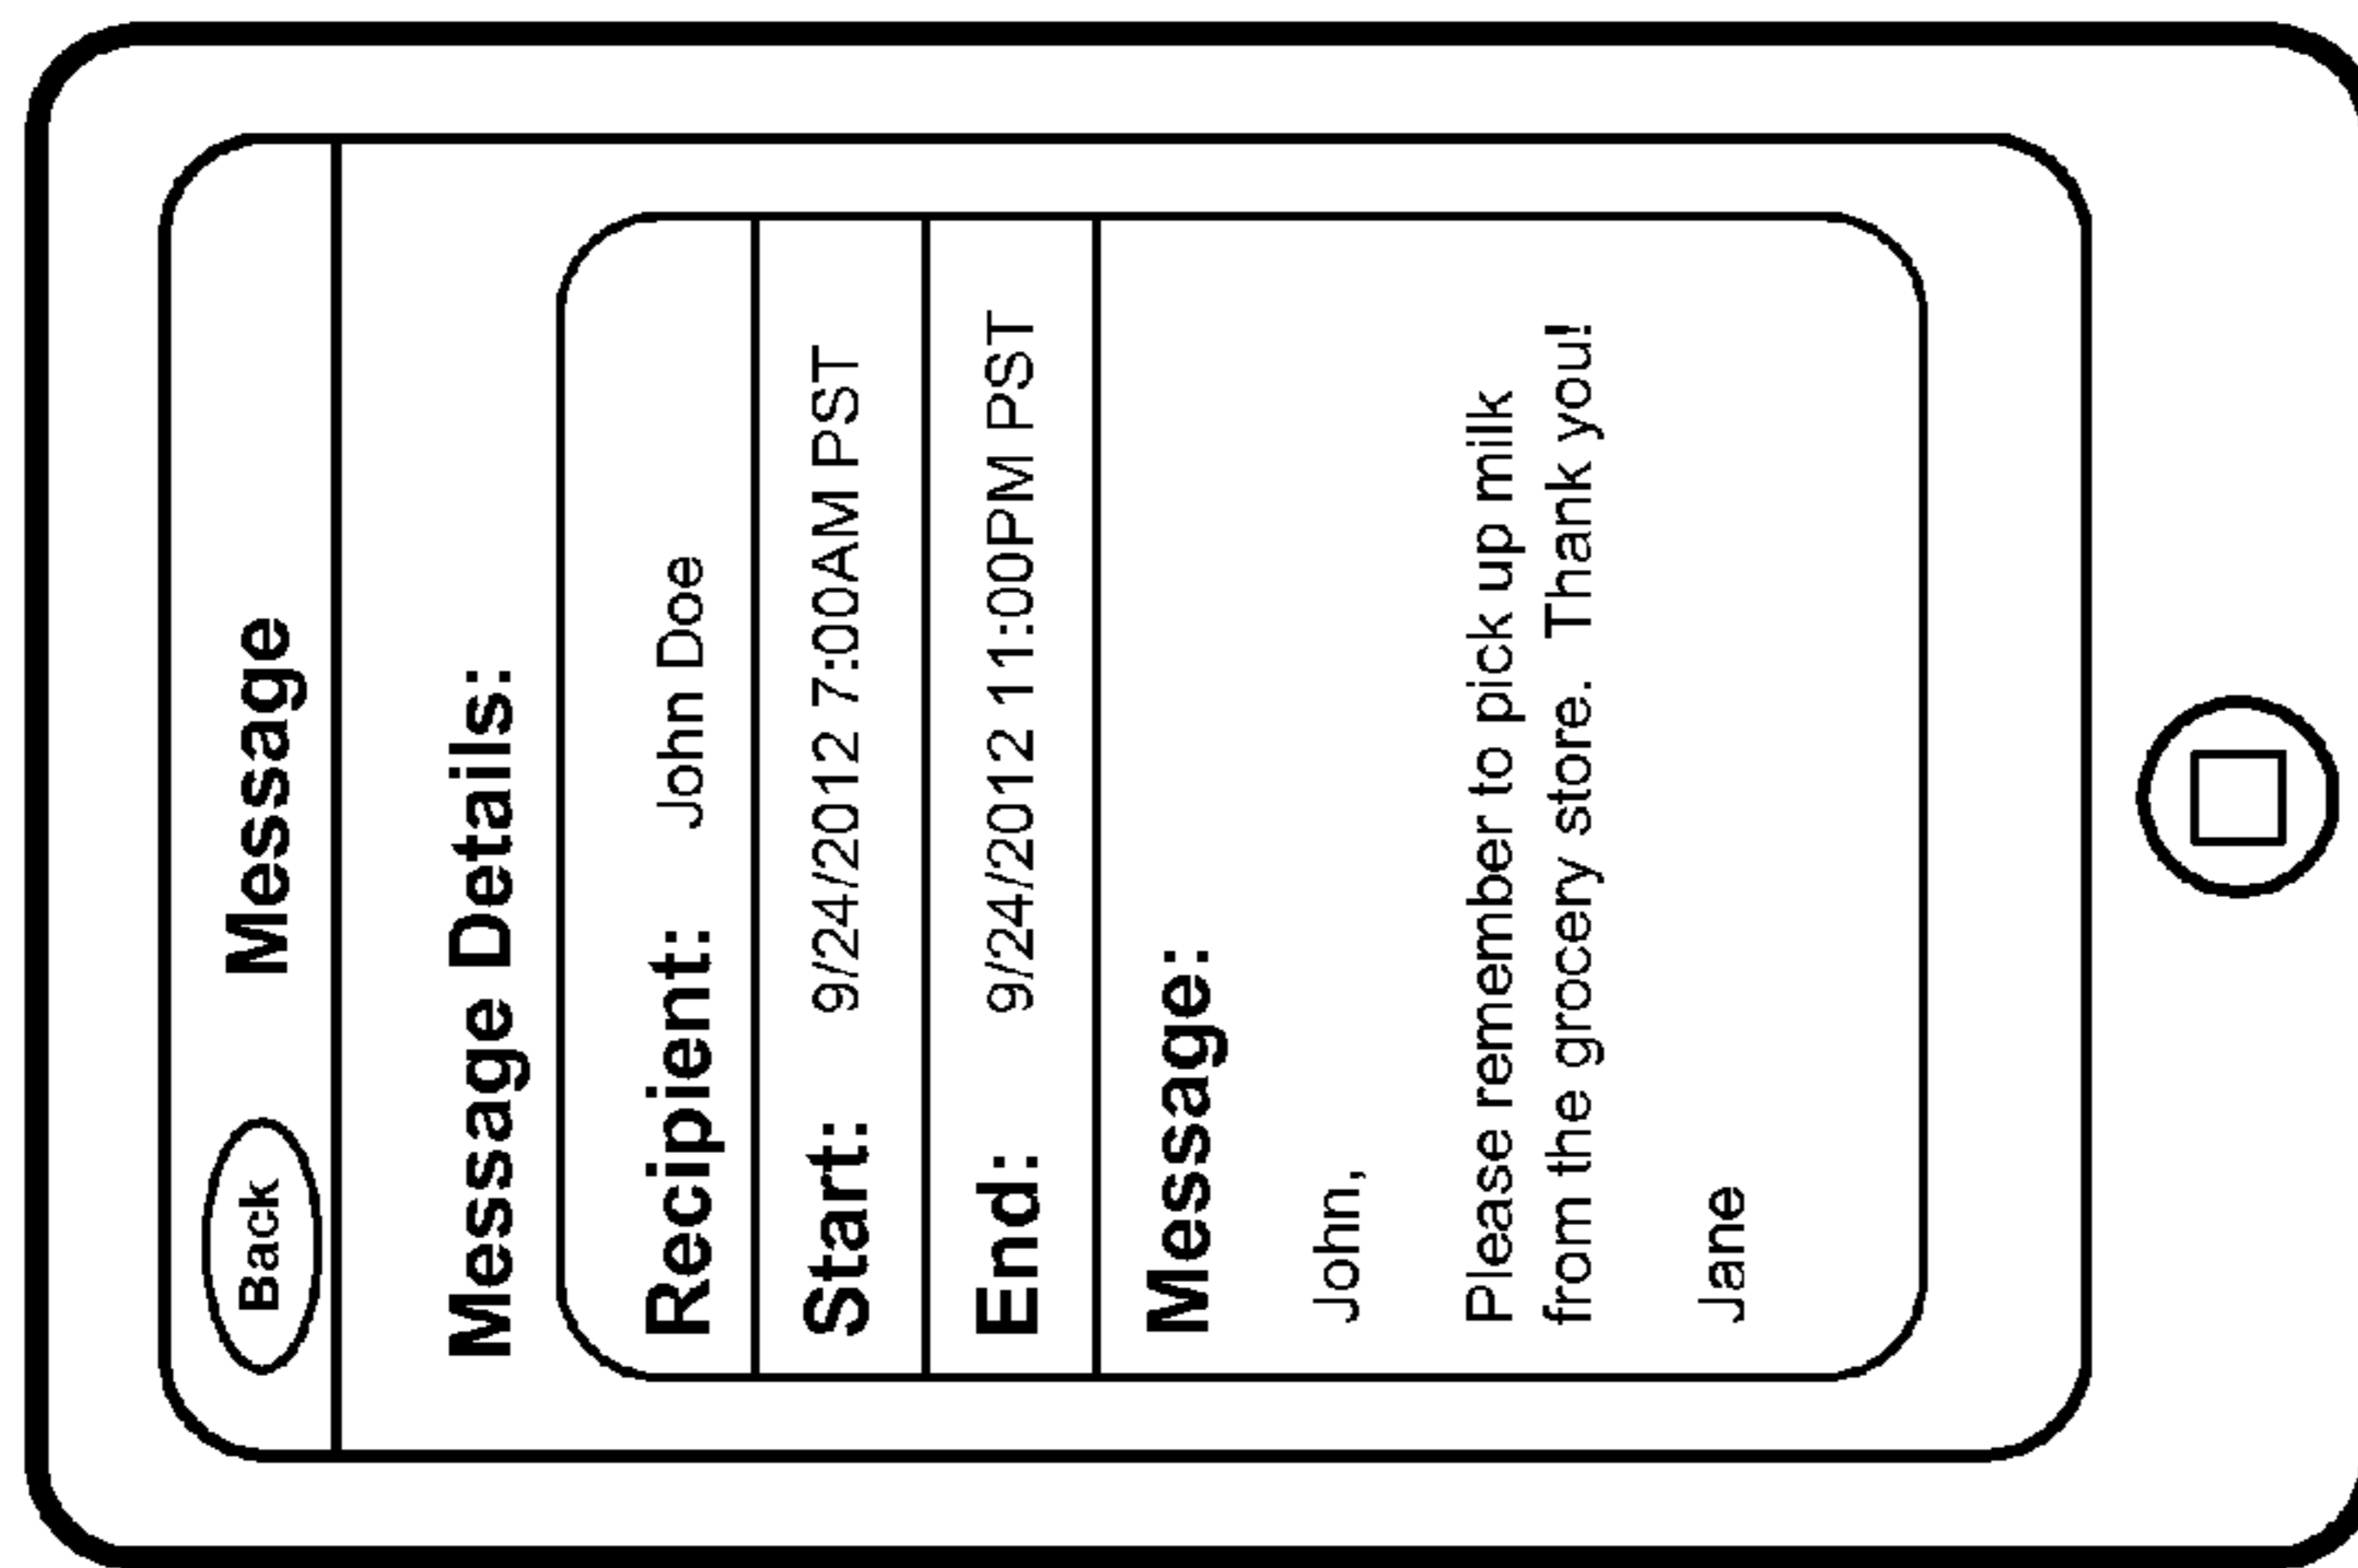 Back Message
Message Details:
Recipient: John Doe
Start: 9/24/2012 7:00AM PST
End: 9/24/2012 11:00PM PST
Message:
John,
Please remember to pick up milk
from the grocery store. Thank you!
Jane